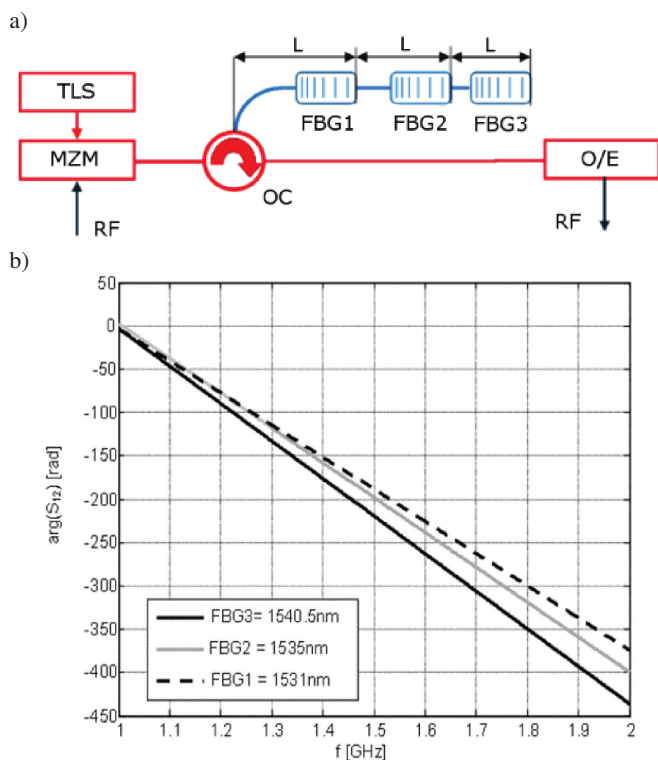 a)
L L L
TLS
FBG1 FBG2 FBG3
MZM O/E
OC
RF RF
b)
50
0
-50
-100
-150
-200
-250
-300
-350
-400
-450
arg(S₁₂) [rad]
FBG3= 1540.5nm
FBG2 = 1535nm
FBG1 = 1531nm
1 1.1 1.2 1.3 1.4 1.5 1.6 1.7 1.8 1.9 2
f [GHz]